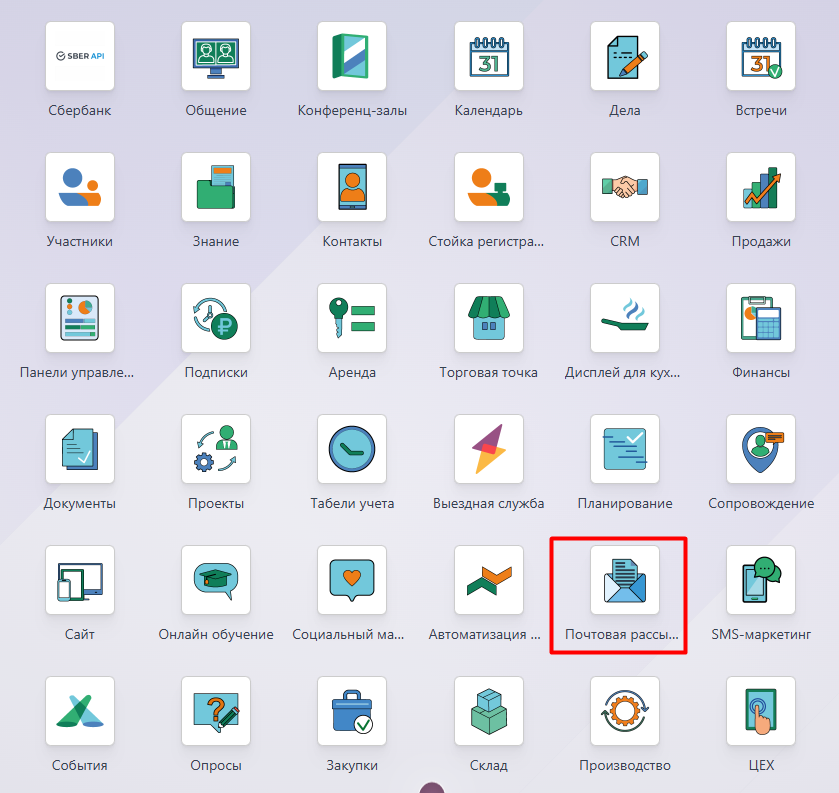 SBER API
31
31
Сбербанк
Общение
Конференц-залы
Календарь
Дела
Встречи
Участники
Знание
Контакты
Стойка регистра...
CRM
Продажи
Панели управле...
Подписки
Аренда
Торговая точка
Дисплей для кух...
Финансы
Документы
Проекты
Табели учета
Выездная служба
Планирование
Сопровождение
Сайт
Онлайн обучение
Социальный ма...
Автоматизация ...
Почтовая рассы...
SMS-маркетинг
События
Опросы
Закупки
Склад
Производство
ЦЕХ